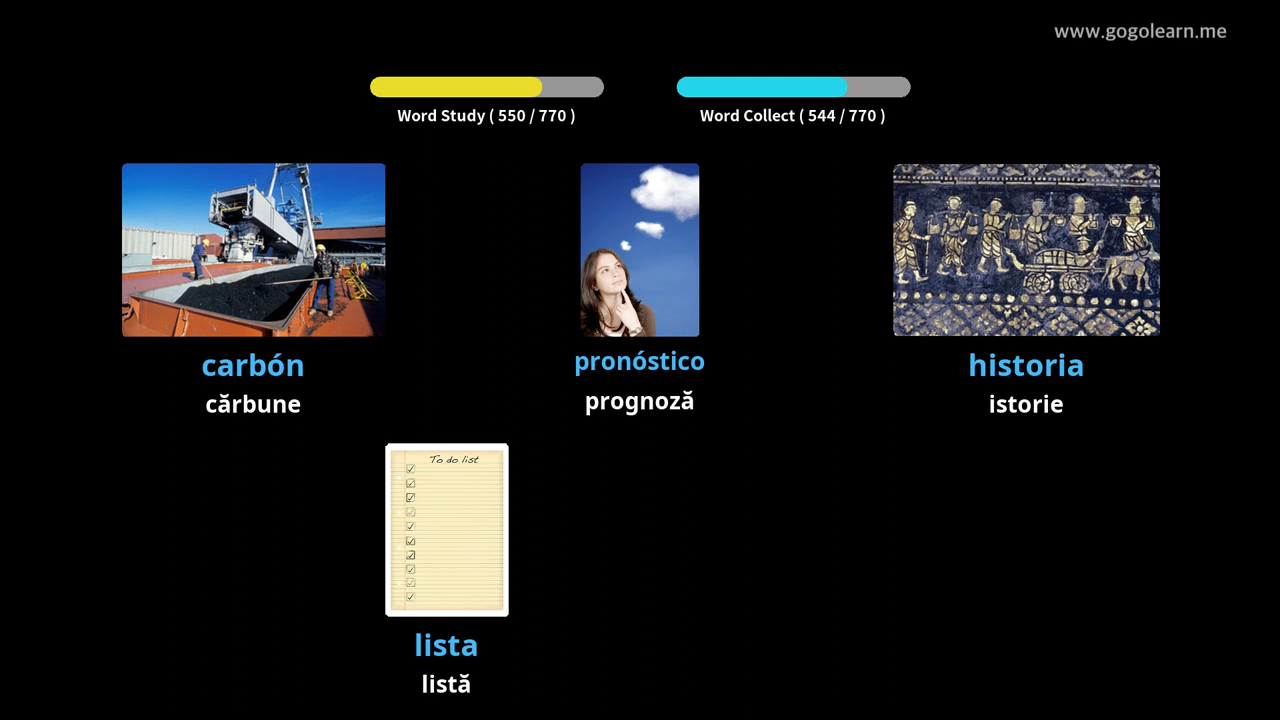 www.gogolearn.me
Word Study ( 550 / 770 )
Word Collect ( 544 / 770 )
carbón
cărbune
pronóstico
prognoză
historia
istorie
To do list
lista
listă